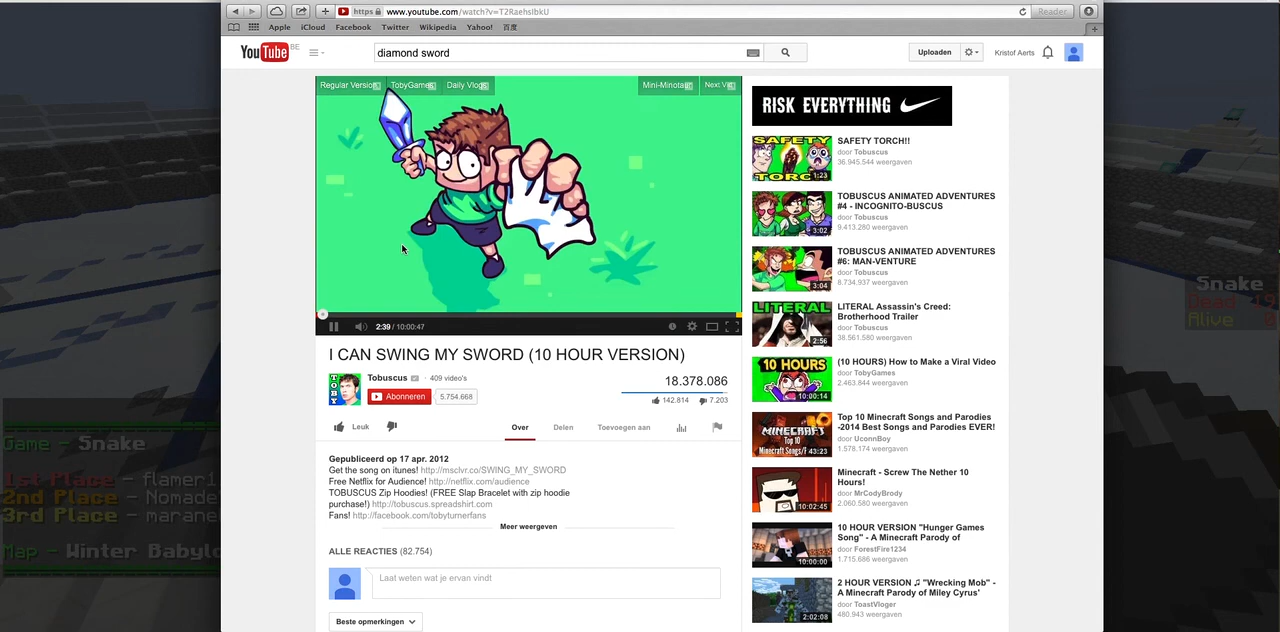 https www.youtube.com/watch?v=T2RaehsIbkU
Reader
Apple iCloud Facebook Twitter Wikipedia Yahoo! 百度
YouTube BE
diamond sword
Uploaden
Kristof Aerts
Regular Version TobyGames Daily Vlogs
Mini-Minotaur
2:39 / 10:00:47
I CAN SWING MY SWORD (10 HOUR VERSION)
TOBY
Tobuscus · 409 video's
Abonneren 5.754.668
18.378.086
142.814 7.203
Leuk
Over Delen Toevoegen aan
Gepubliceerd op 17 apr. 2012
Get the song on itunes! http://msclvr.co/SWING_MY_SWORD
Free Netflix for Audience! http://netflix.com/audience
TOBUSCUS Zip Hoodies! (FREE Slap Bracelet with zip hoodie
purchase!) http://tobuscus.spreadshirt.com
Fans! http://facebook.com/tobyturnerfans
Meer weergeven
ALLE REACTIES (82.754)
Laat weten wat je ervan vindt
Beste opmerkingen
RISK EVERYTHING
SAFETY
TORCH
1:23
SAFETY TORCH!!
door Tobuscus
36.945.544 weergaven
3:02
TOBUSCUS ANIMATED ADVENTURES
#4 - INCOGNITO-BUSCUS
door Tobuscus
9.413.280 weergaven
3:04
TOBUSCUS ANIMATED ADVENTURES
#6: MAN-VENTURE
door Tobuscus
8.734.937 weergaven
LITERAL
2:56
LITERAL Assassin's Creed:
Brotherhood Trailer
door Tobuscus
38.561.580 weergaven
10 HOURS
10:00:14
(10 HOURS) How to Make a Viral Video
door TobyGames
2.463.844 weergaven
MINECRAFT
Top 10
Minecraft Songs/P
43:23
Top 10 Minecraft Songs and Parodies
-2014 Best Songs and Parodies EVER!
door UconnBoy
1.578.174 weergaven
10:02:45
Minecraft - Screw The Nether 10
Hours!
door MrCodyBrody
2.060.580 weergaven
10:00:00
10 HOUR VERSION "Hunger Games
Song" - A Minecraft Parody of
door ForestFire1234
1.715.686 weergaven
2:02:08
2 HOUR VERSION ♫ "Wrecking Mob" -
A Minecraft Parody of Miley Cyrus'
door ToastVloger
480.943 weergaven
Game - Snake
1st Place - flameri
2nd Place - Nomade
3rd Place - marane
Map - Winter Babylo
Snake
Dead 19
Alive